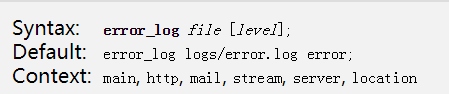 Syntax: error_log file [level];
Default: error_log logs/error.log error;
Context: main, http, mail, stream, server, location